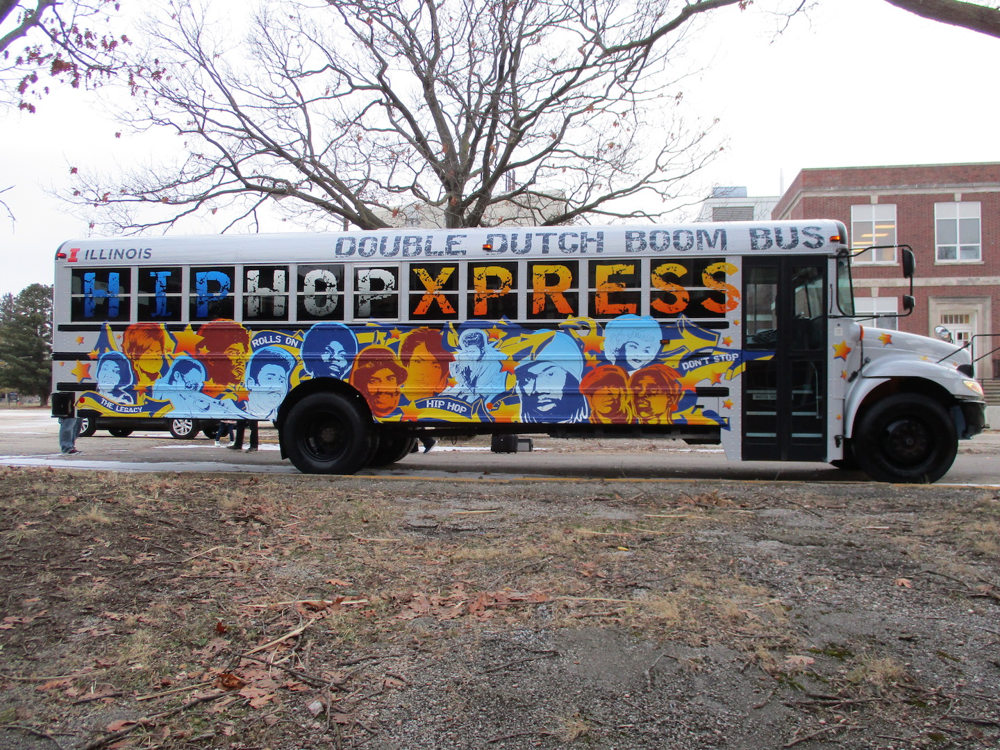 DOUBLE DUTCH BOOM BUS
I ILLINOIS
HIPHOPXPRESS
ROLLS ON
DON'T STOP
HIP HOP
THE LEGACY